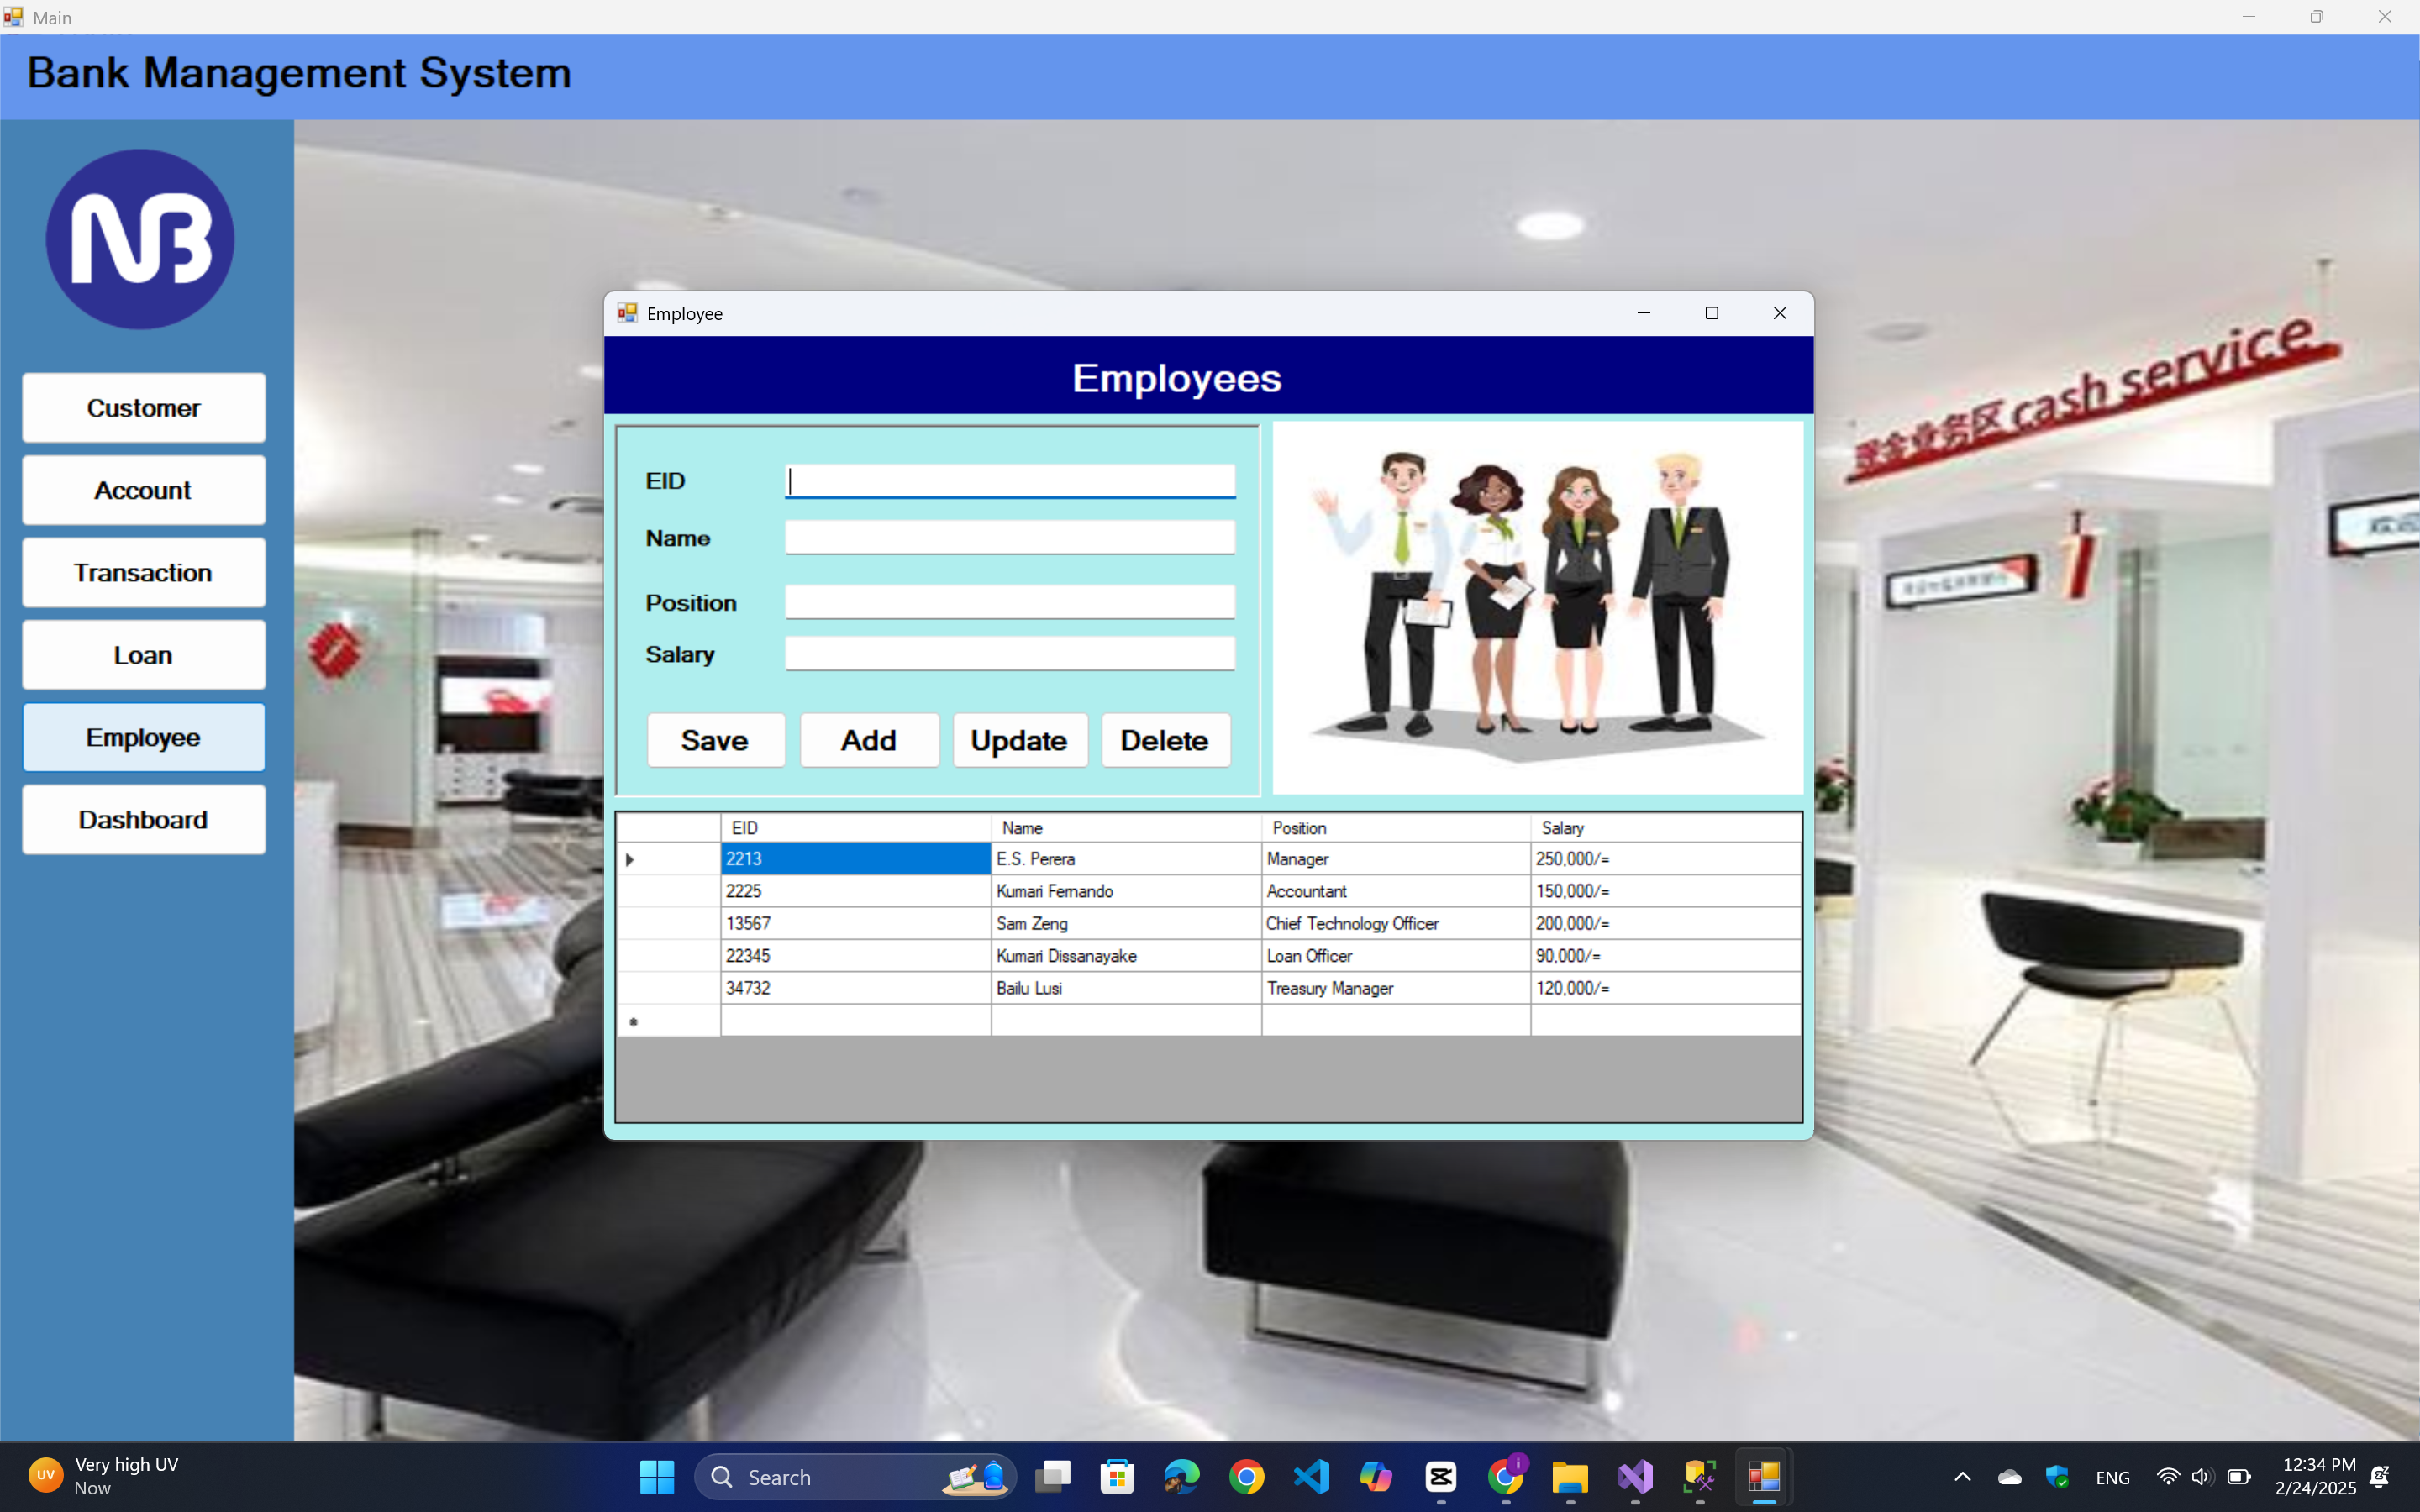 Main
Bank Management System
NB
Customer
Account
Transaction
Loan
Employee
Dashboard
cash service
Employee
Employees
EID
Name
Position
Salary
Save Add Update Delete
EID Name Position Salary
2213 E.S. Perera Manager 250,000/=
2225 Kumari Fernando Accountant 150,000/=
13567 Sam Zeng Chief Technology Officer 200,000/=
22345 Kumari Dissanayake Loan Officer 90,000/=
34732 Bailu Lusi Treasury Manager 120,000/=
UV
Very high UV
Now
Search
i
ENG
12:34 PM
2/24/2025